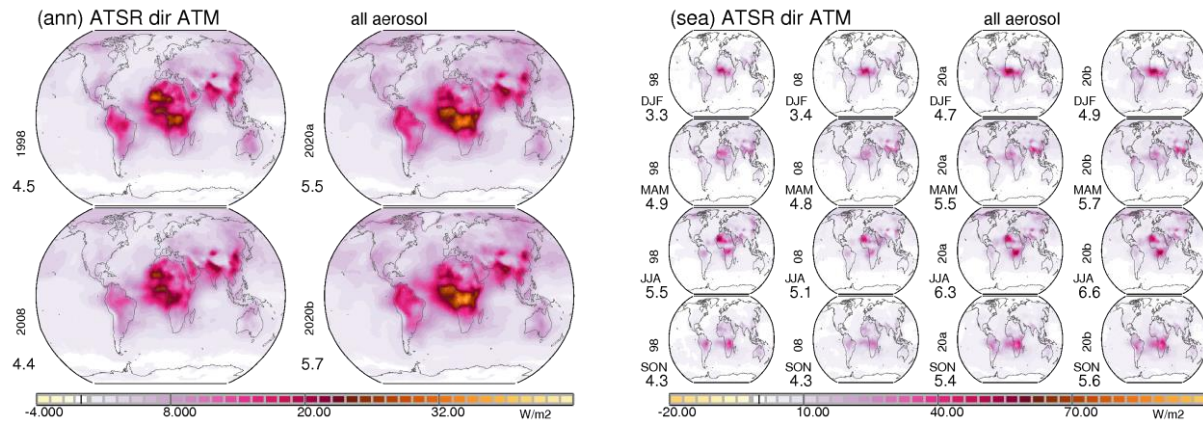 (ann) ATSR dir ATM all aerosol
1998
4.5
2020a
5.5
2008
4.4
2020b
5.7
-4.000 8.000 20.00 32.00 W/m2
(sea) ATSR dir ATM all aerosol
98
DJF
3.3
08
DJF
3.4
20a
DJF
4.7
20b
DJF
4.9
98
MAM
4.9
08
MAM
4.8
20a
MAM
5.5
20b
MAM
5.7
98
JJA
5.5
08
JJA
5.1
20a
JJA
6.3
20b
JJA
6.6
98
SON
4.3
08
SON
4.3
20a
SON
5.4
20b
SON
5.6
-20.00 10.00 40.00 70.00 W/m2